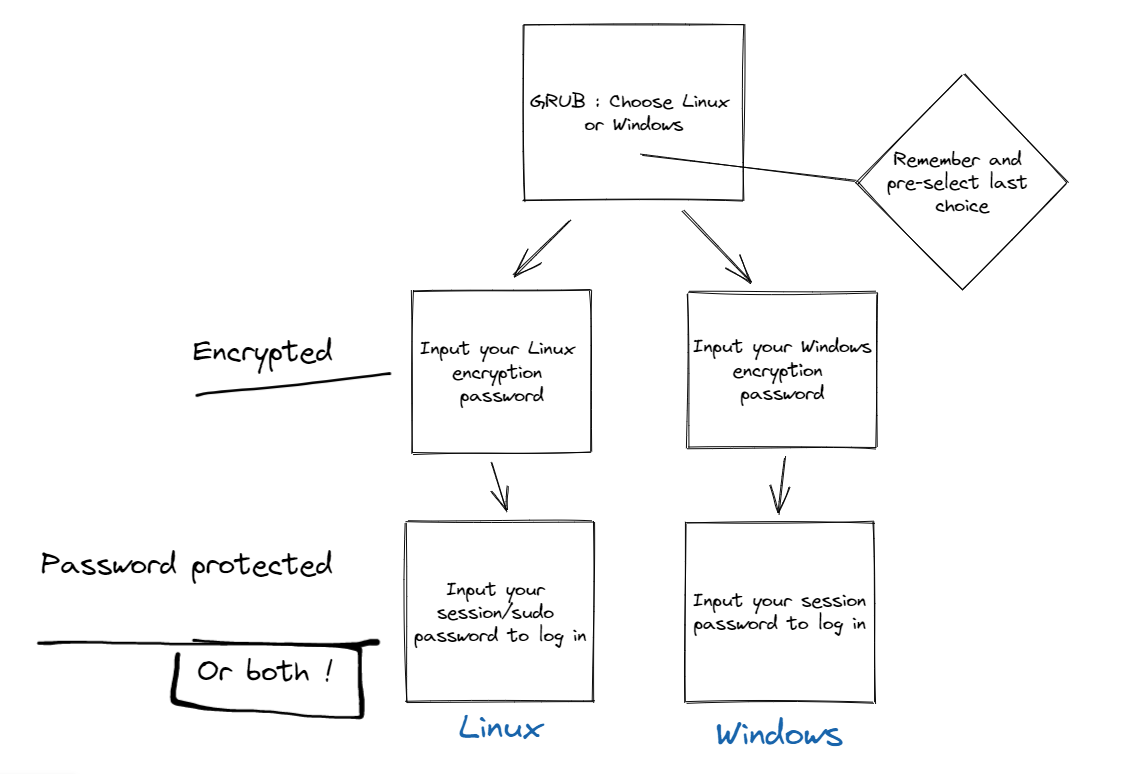 GRUB : Choose Linux
or Windows
Remember and
pre-select last
choice
Encrypted
Input your Linux
encryption
password
Input your Windows
encryption
password
Password protected
Or both !
Input your
session/sudo
password to log in
Input your session
password to log in
Linux
Windows